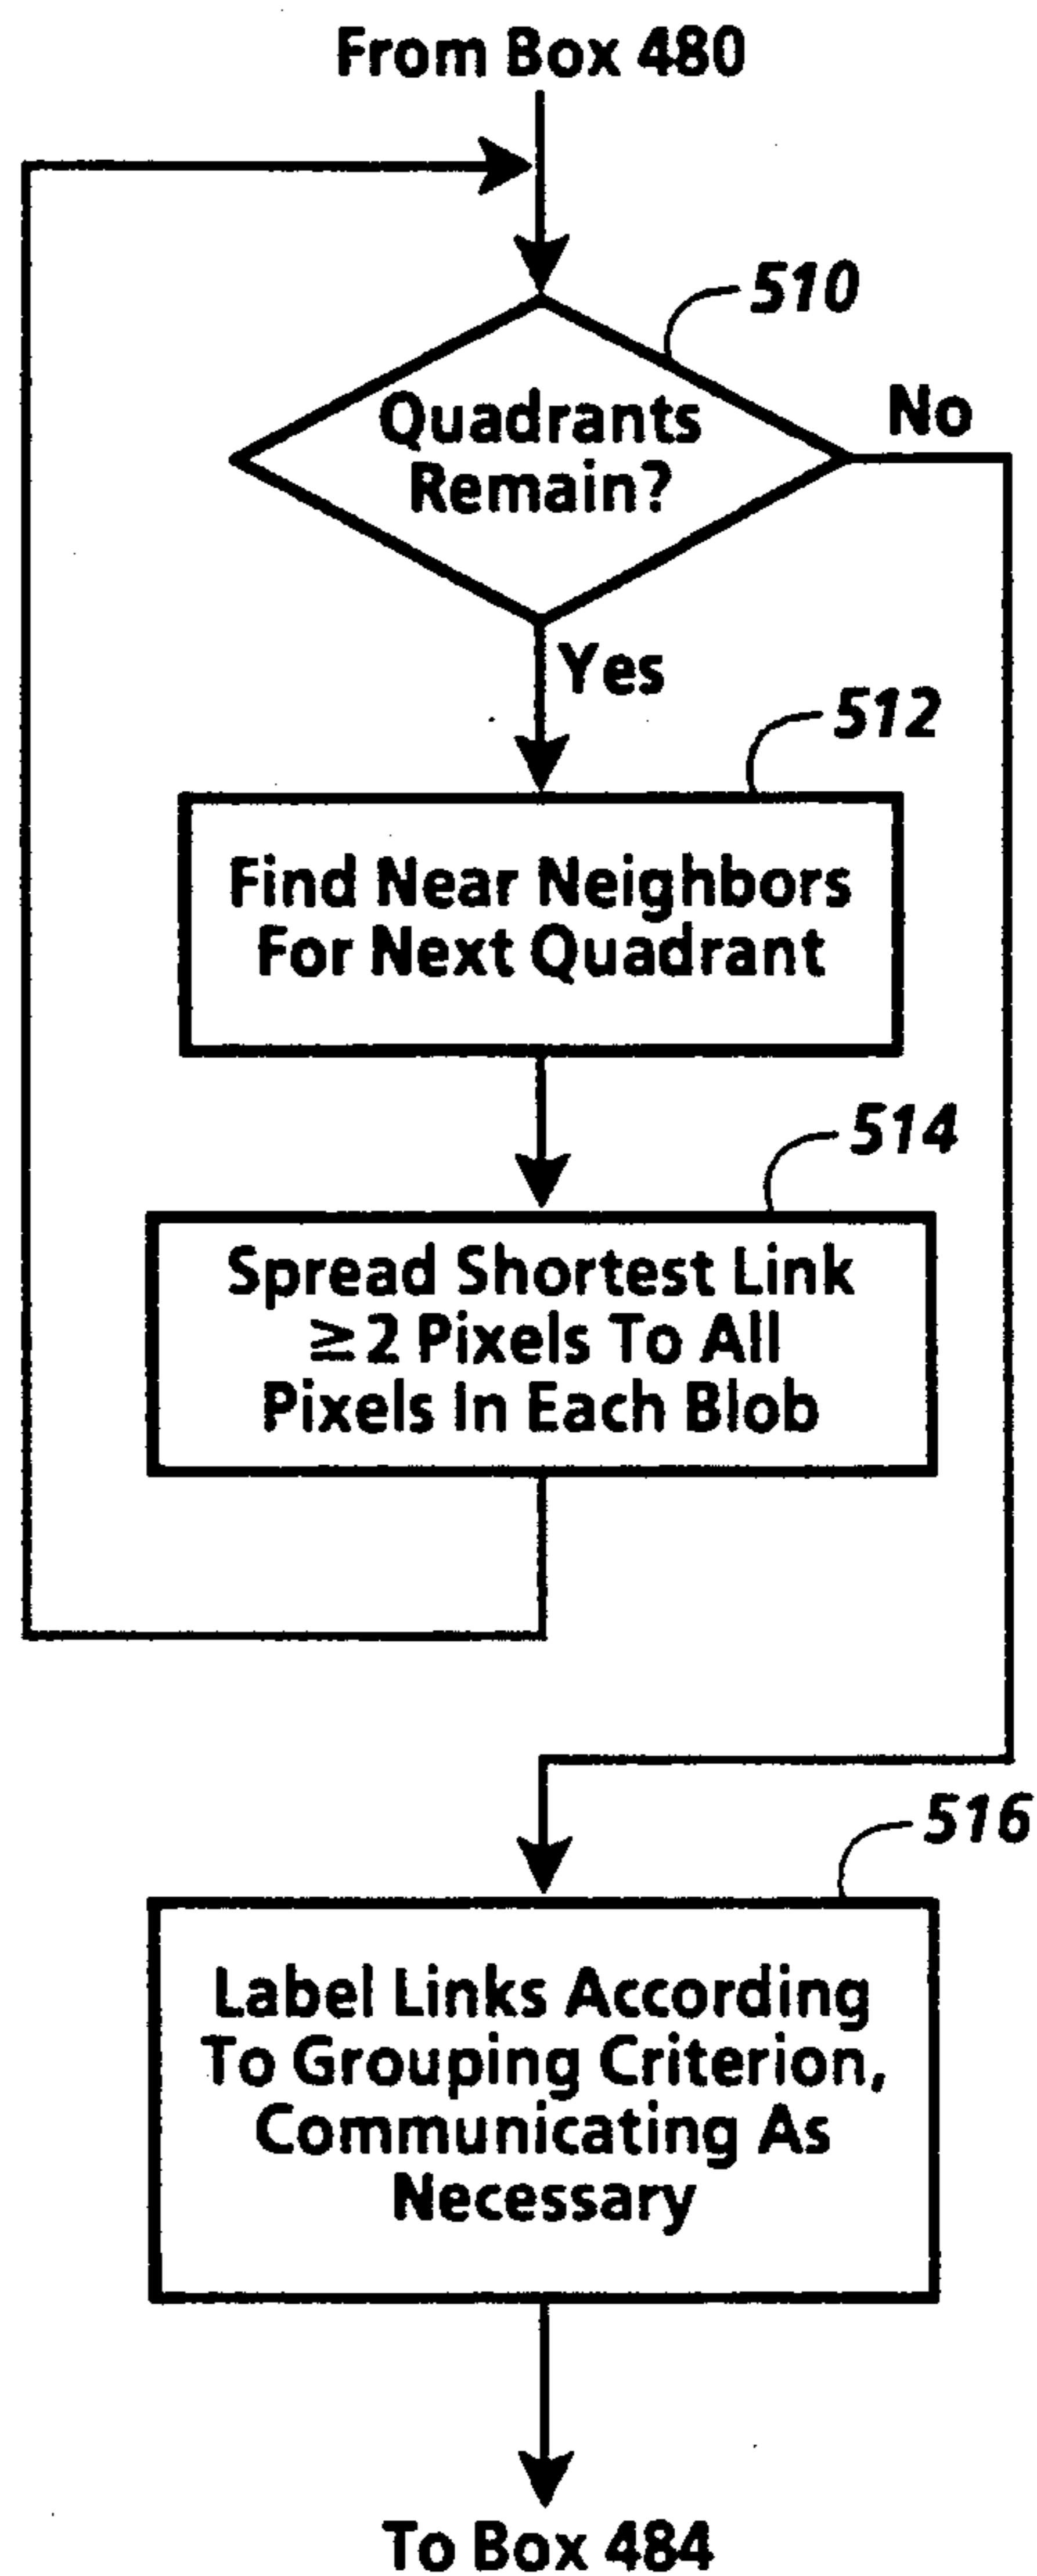 From Box 480
510
Quadrants
Remain?
No
Yes
512
Find Near Neighbors
For Next Quadrant
514
Spread Shortest Link
≥2 Pixels To All
Pixels In Each Blob
516
Label Links According
To Grouping Criterion,
Communicating As
Necessary
To Box 484